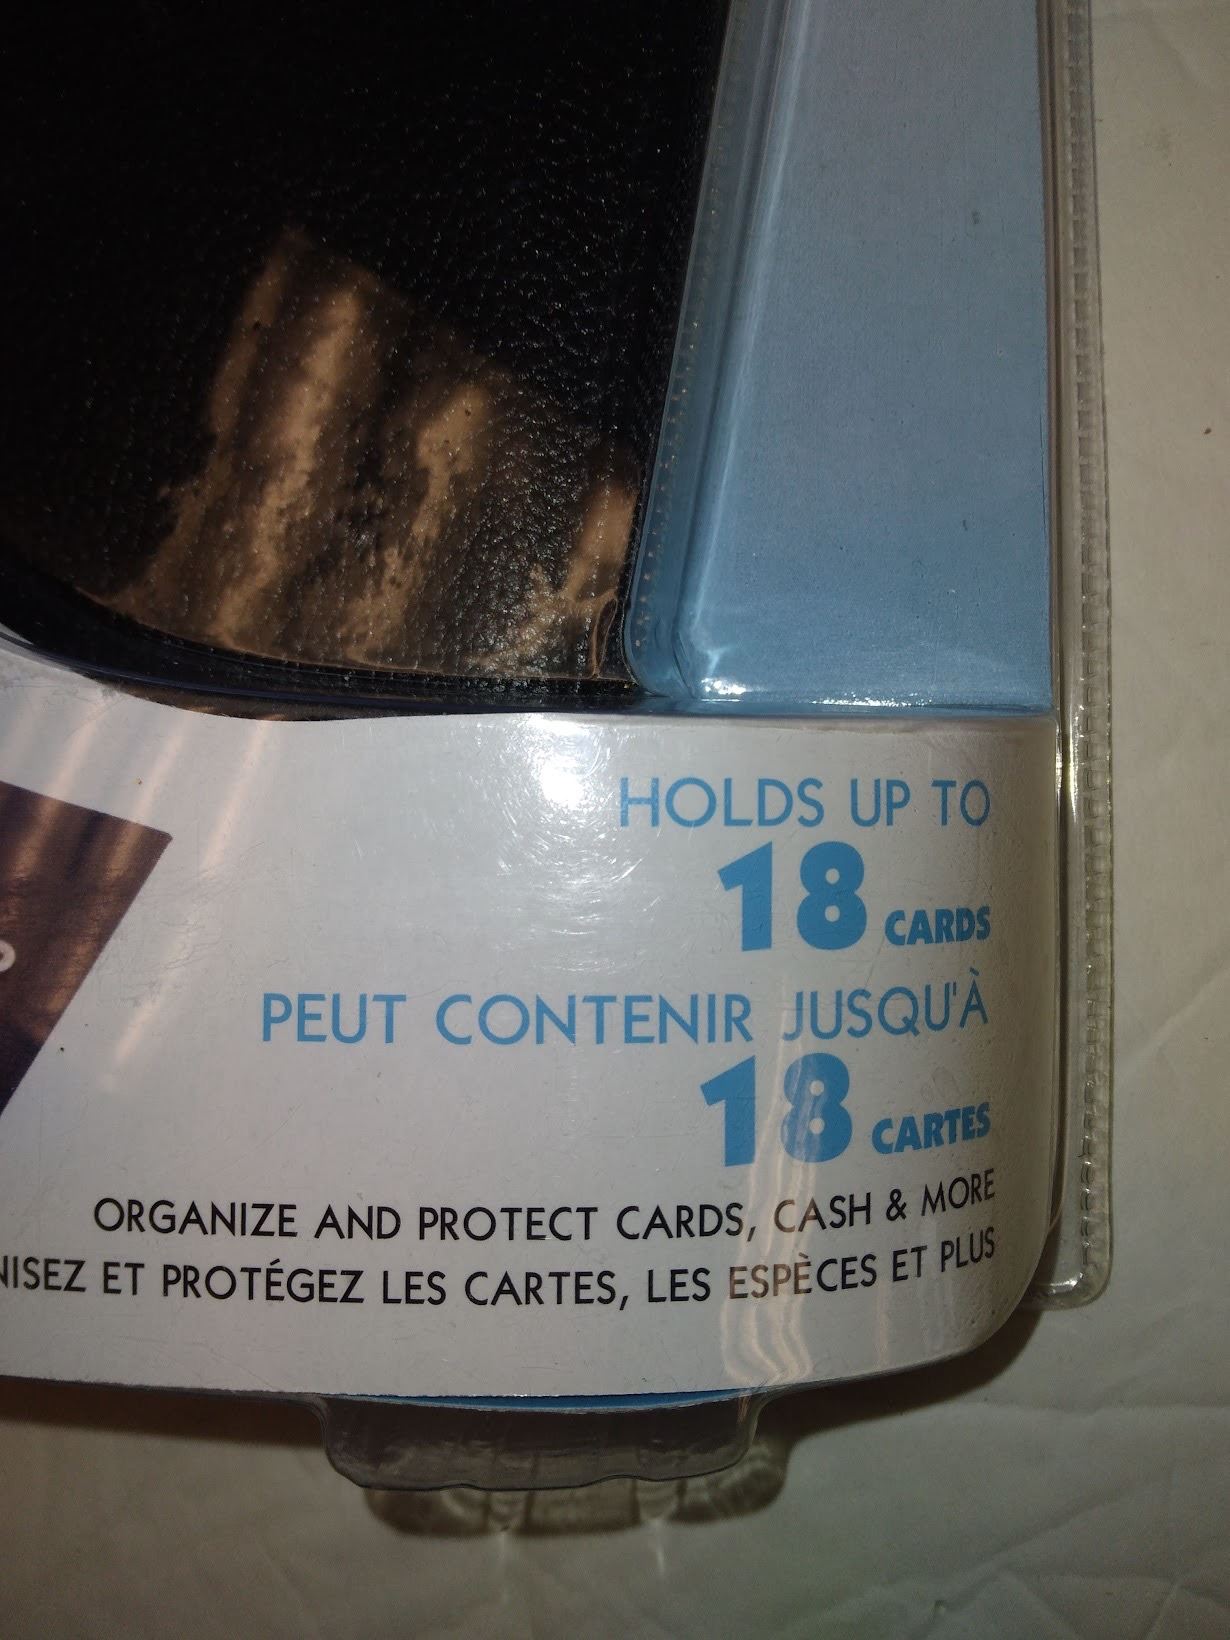 HOLDS UP TO
18 CARDS
PEUT CONTENIR JUSQU'À
18 CARTES
ORGANIZE AND PROTECT CARDS, CASH & MORE
ET PROTÉGEZ LES CARTES, LES ESPÈCES ET PLUS